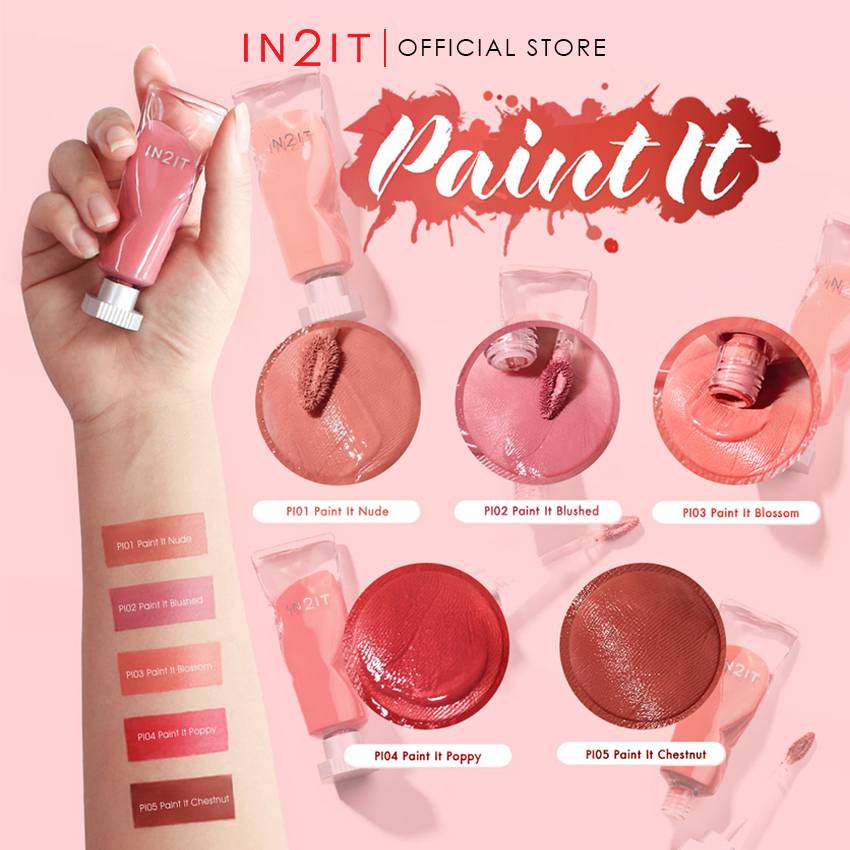 IN2IT | OFFICIAL STORE
Paint It
IN2IT
IN2IT
IN2IT
PI01 Paint It Nude
PI02 Paint It Blushed
PI03 Paint It Blossom
PI01 Paint It Nude
PI02 Paint It Blushed
PI03 Paint It Blossom
PI04 Paint It Poppy
PI05 Paint It Chestnut
IN2IT
PI04 Paint It Poppy
PI05 Paint It Chestnut